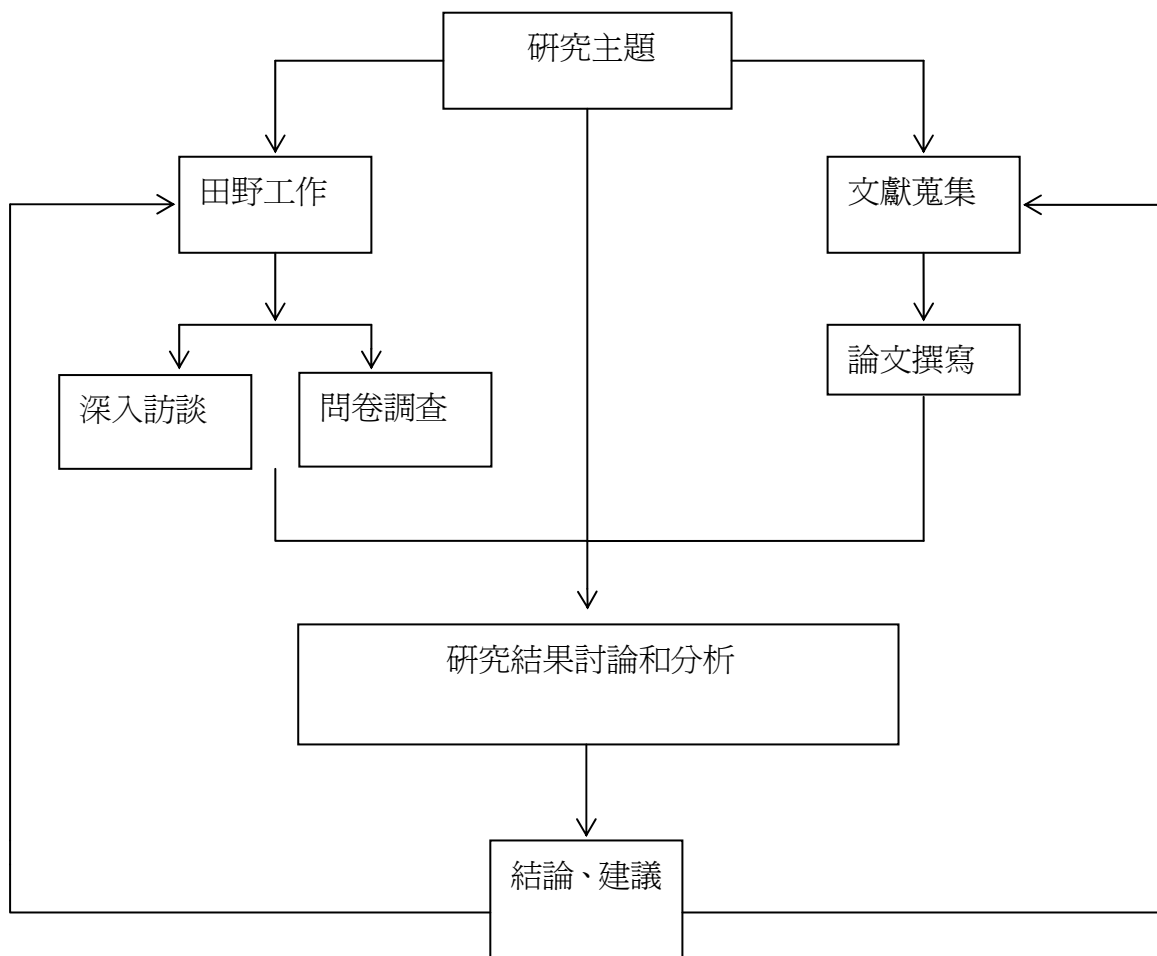 研究主題
田野工作
文獻蒐集
論文撰寫
深入訪談
問卷調查
研究結果討論和分析
結論、建議